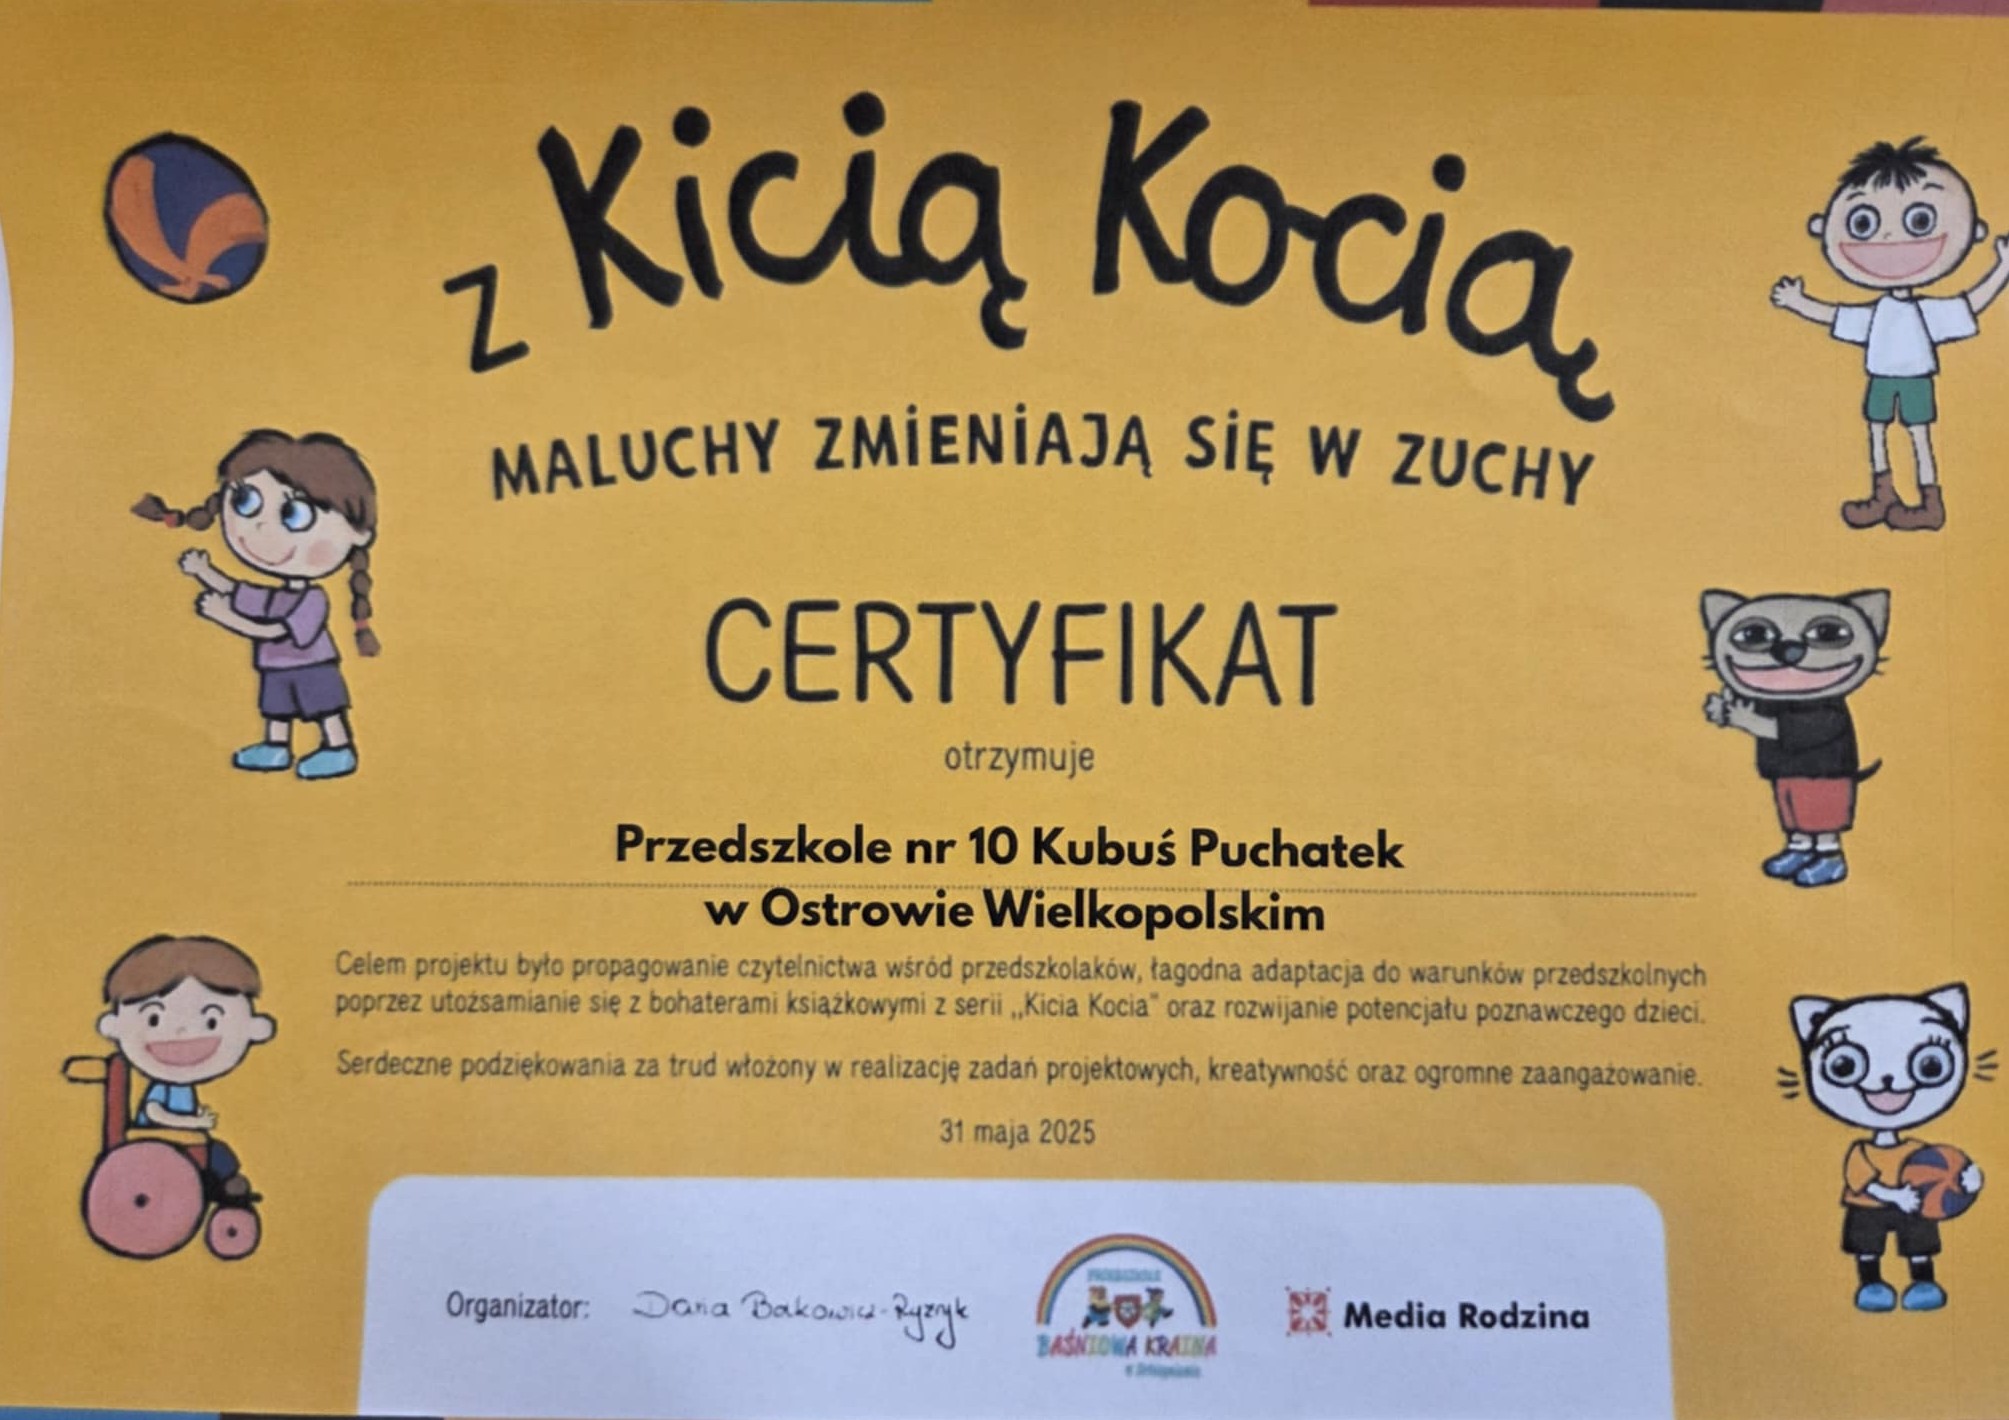 z Kicią Kocią
MALUCHY ZMIENIAJĄ SIĘ W ZUCHY
CERTYFIKAT
otrzymuje
Przedszkole nr 10 Kubuś Puchatek
w Ostrowie Wielkopolskim
Celem projektu było propagowanie czytelnictwa wśród przedszkolaków, łagodna adaptacja do warunków przedszkolnych
poprzez utożsamianie się z bohaterami książkowymi z serii „Kicia Kocia" oraz rozwijanie potencjału poznawczego dzieci.
Serdeczne podziękowania za trud włożony w realizację zadań projektowych, kreatywność oraz ogromne zaangażowanie.
31 maja 2025
Organizator: Daria
PRZEDSZKOLE
BAŚNIOWA KRAINA
Media Rodzina